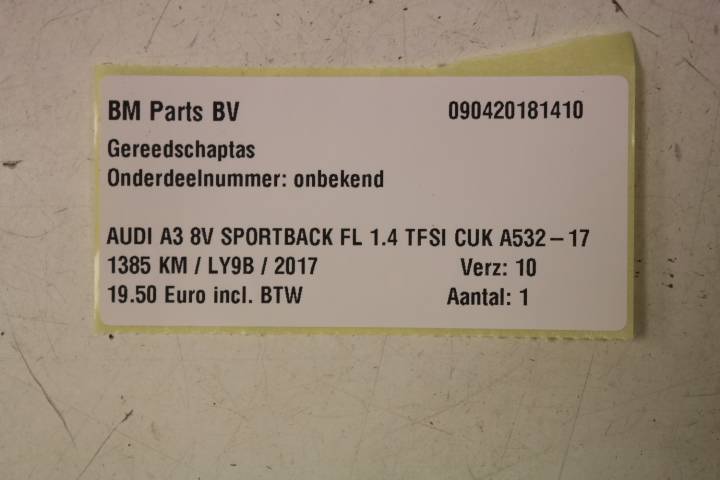 BM Parts BV 090420181410
Gereedschaptas
Onderdeelnummer: onbekend
AUDI A3 8V SPORTBACK FL 1.4 TFSI CUK A532-17
1385 KM / LY9B / 2017 Verz: 10
19.50 Euro incl. BTW Aantal: 1